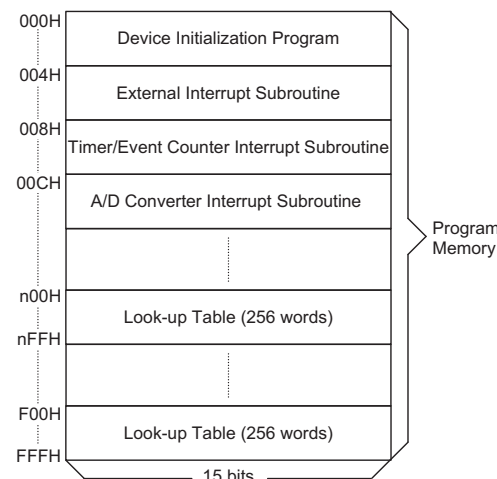 000H
Device Initialization Program
004H
External Interrupt Subroutine
008H
Timer/Event Counter Interrupt Subroutine
00CH
A/D Converter Interrupt Subroutine
Program
Memory
n00H
Look-up Table (256 words)
nFFH
F00H
Look-up Table (256 words)
FFFH
15 bits